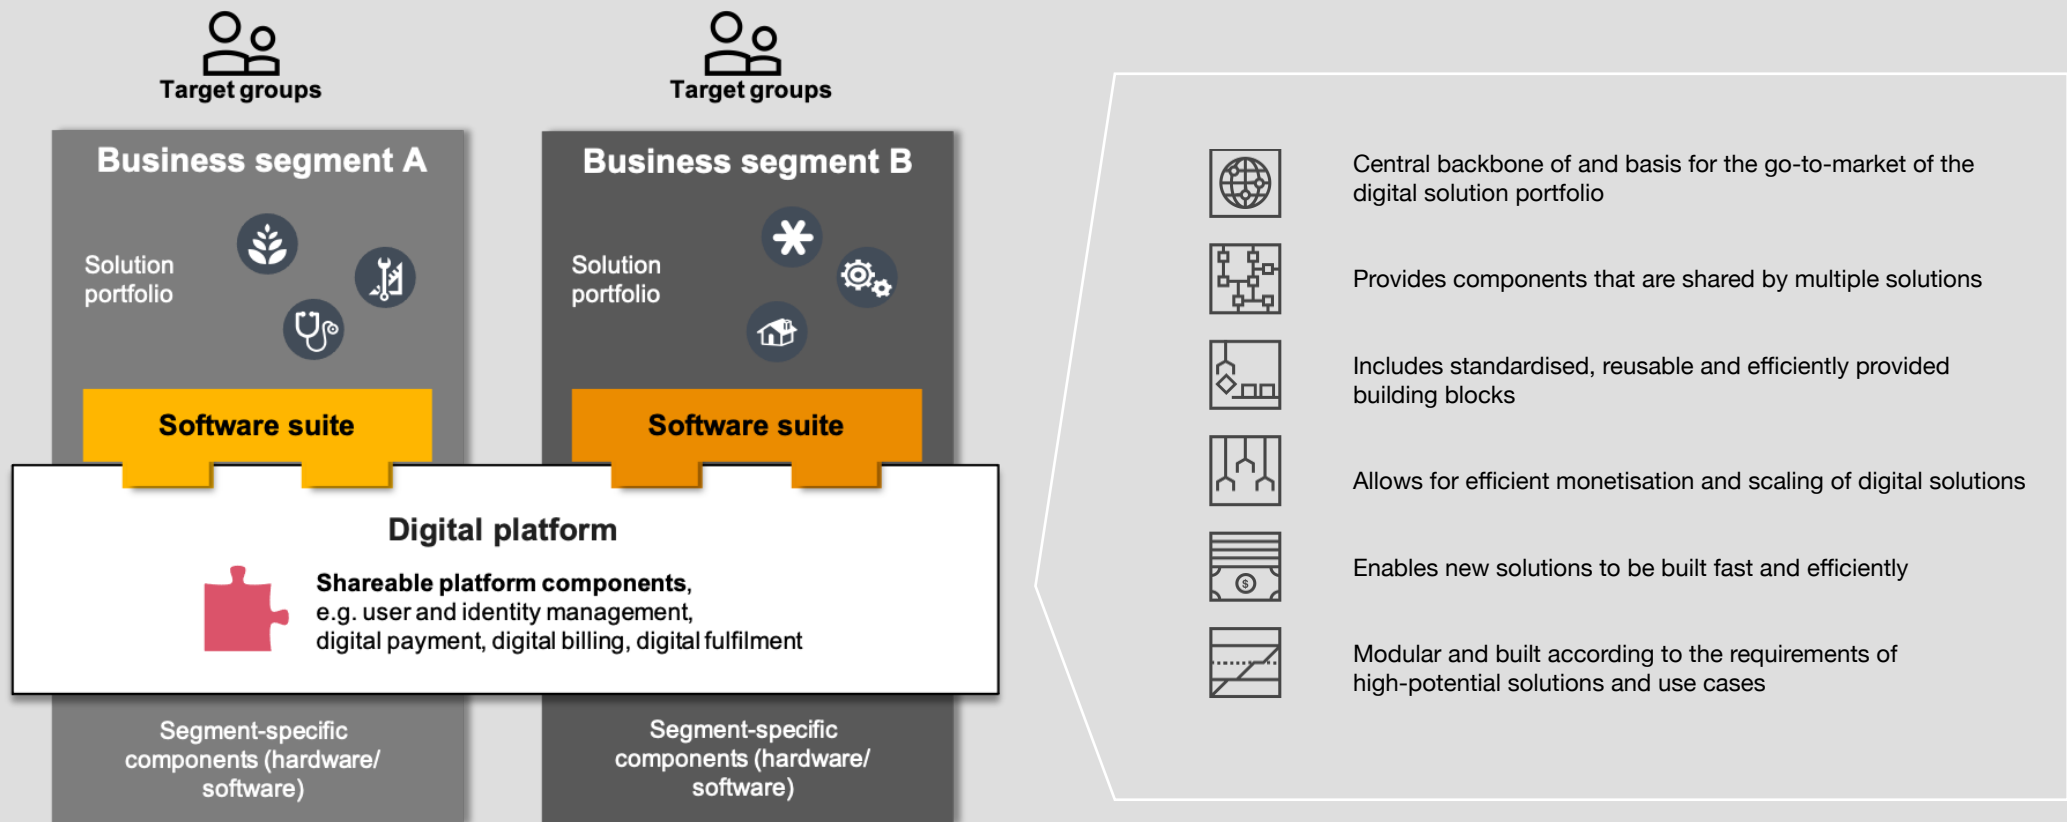 Target groups
Target groups
Business segment A
Solution
portfolio
Software suite
Business segment B
Solution
portfolio
Software suite
Digital platform
Shareable platform components,
e.g. user and identity management,
digital payment, digital billing, digital fulfilment
Segment-specific
components (hardware/
software)
Segment-specific
components (hardware/
software)
Central backbone of and basis for the go-to-market of the
digital solution portfolio
Provides components that are shared by multiple solutions
Includes standardised, reusable and efficiently provided
building blocks
Allows for efficient monetisation and scaling of digital solutions
$
Enables new solutions to be built fast and efficiently
Modular and built according to the requirements of
high-potential solutions and use cases